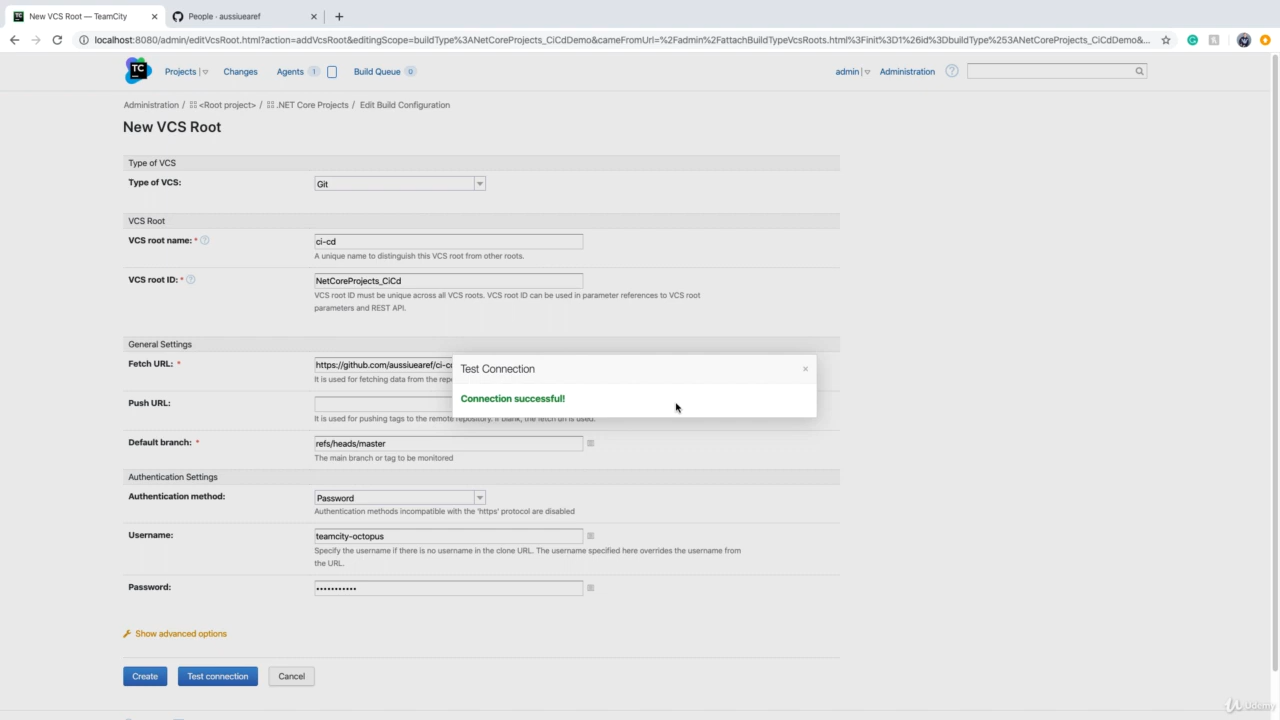 New VCS Root — TeamCity
People · aussiuearef
localhost:8080/admin/editVcsRoot.html?action=addVcsRoot&editingScope=buildType%3ANetCoreProjects_CiCdDemo&cameFromUrl=%2Fadmin%2FattachBuildTypeVcsRoots.html%3Finit%3D1%26id%3DbuildType%253ANetCoreProjects_CiCdDemo&...
TC
Projects
Changes
Agents 1
Build Queue 0
admin
Administration
?
Administration / <Root project> / .NET Core Projects / Edit Build Configuration
New VCS Root
Type of VCS
Type of VCS: Git
VCS Root
VCS root name: * ? ci-cd
A unique name to distinguish this VCS root from other roots.
VCS root ID: * ? NetCoreProjects_CiCd
VCS root ID must be unique across all VCS roots. VCS root ID can be used in parameter references to VCS root
parameters and REST API.
General Settings
Fetch URL: * https://github.com/aussiuearef/ci-c
It is used for fetching data from the repo
Test Connection ×
Connection successful!
Push URL:
It is used for pushing tags to the remote repository. If blank, the fetch url is used.
Default branch: * refs/heads/master
The main branch or tag to be monitored
Authentication Settings
Authentication method: Password
Authentication methods incompatible with the 'https' protocol are disabled
Username: teamcity-octopus
Specify the username if there is no username in the clone URL. The username specified here overrides the username from
the URL.
Password: •••••••••••
Show advanced options
Create
Test connection
Cancel
Udemy